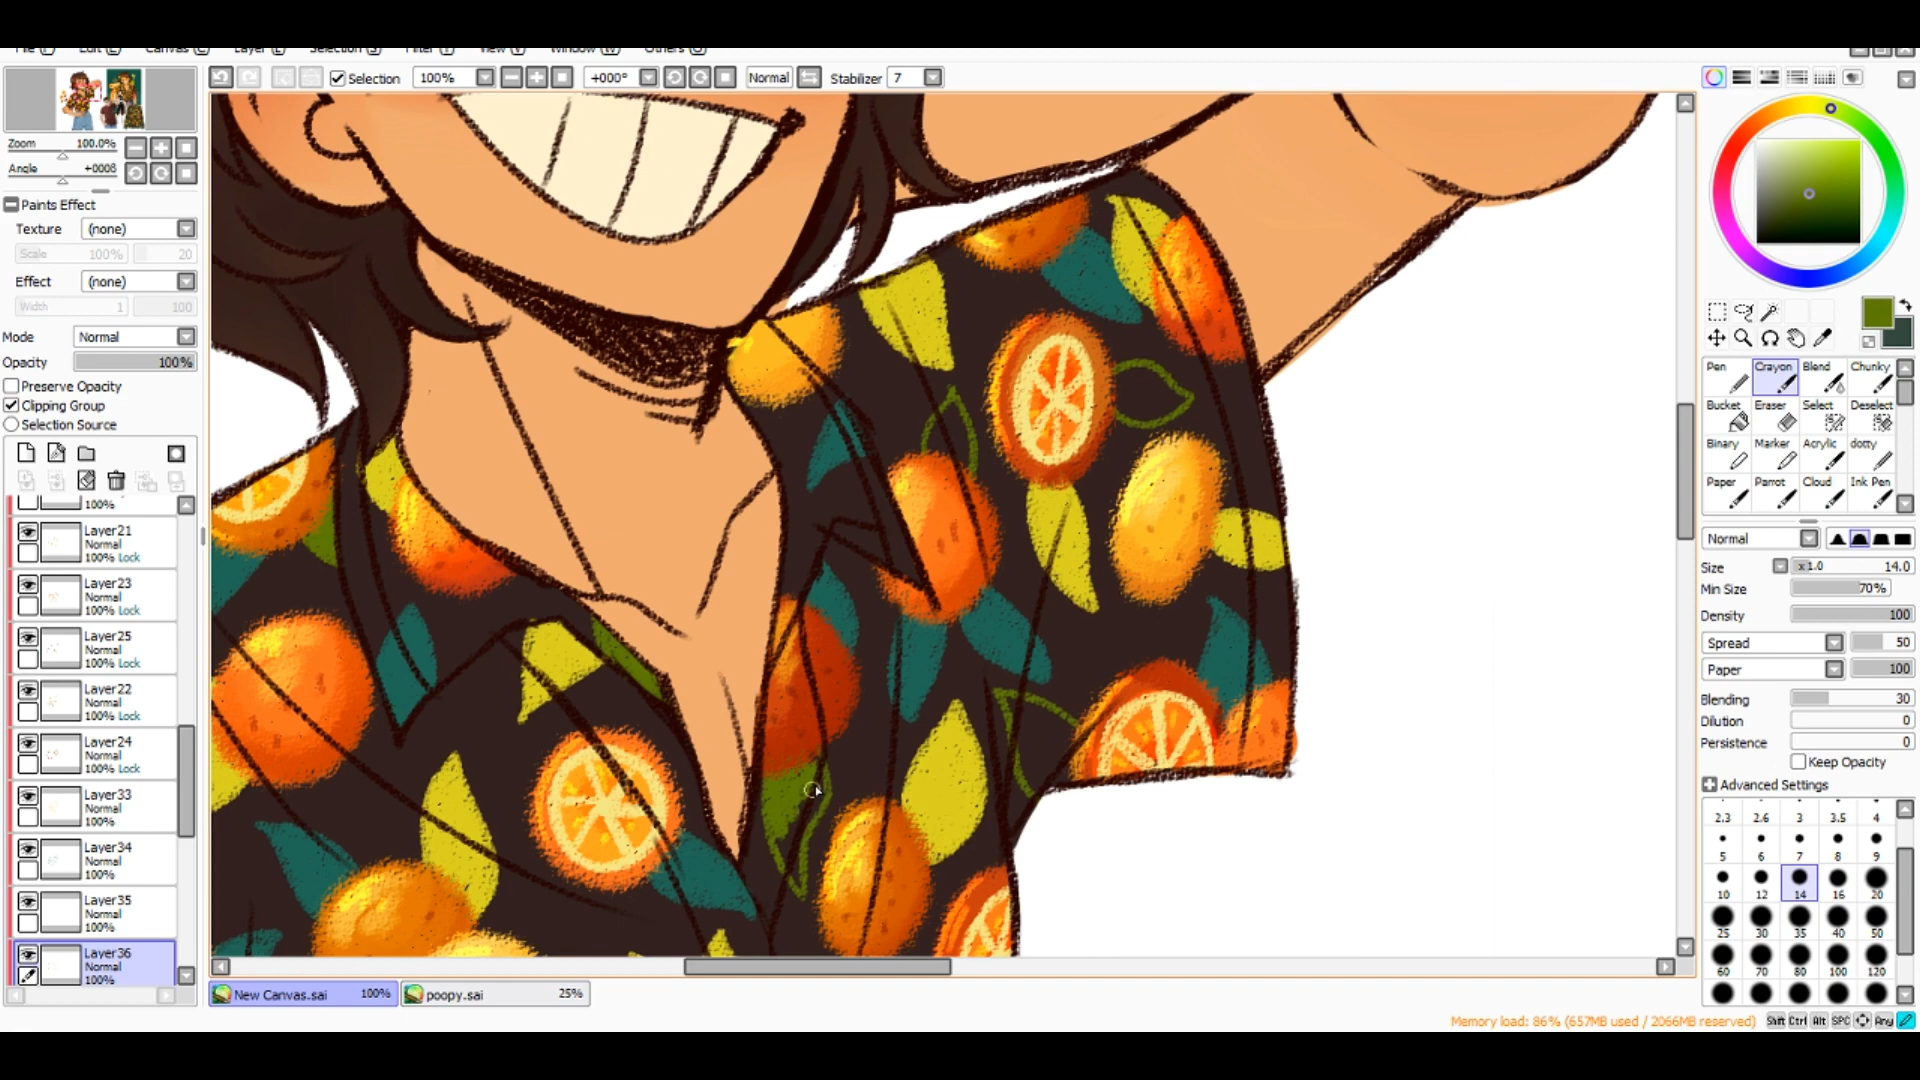 File (F) Edit (E) Canvas (C) Layer (L) Selection (S) Filter (T) View (V) Window (W) Others (O)
Selection 100% +000° Normal Stabilizer 7
Zoom 100.0%
Angle +000ß
Paints Effect
Texture (none)
Scale 100% 20
Effect (none)
Width 1 100
Mode Normal
Opacity 100%
Preserve Opacity
Clipping Group
Selection Source
100%
Layer21
Normal
100% Lock
Layer23
Normal
100% Lock
Layer25
Normal
100% Lock
Layer22
Normal
100% Lock
Layer24
Normal
100% Lock
Layer33
Normal
100%
Layer34
Normal
100%
Layer35
Normal
100%
Layer36
Normal
100%
New Canvas.sai 100% poopy.sai 25%
Pen Crayon Blend Chunky
Bucket Eraser Select Deselect
Binary Marker Acrylic dotty
Paper Parrot Cloud Ink Pen
Normal
Size x1.0 14.0
Min Size 70%
Density 100
Spread 50
Paper 100
Blending 30
Dilution 0
Persistence 0
Keep Opacity
Advanced Settings
2.3 2.6 3 3.5 4
5 6 7 8 9
10 12 14 16 20
25 30 35 40 50
60 70 80 100 120
Memory load: 86% (657MB used / 2066MB reserved) Shift Ctrl Alt SPC Any